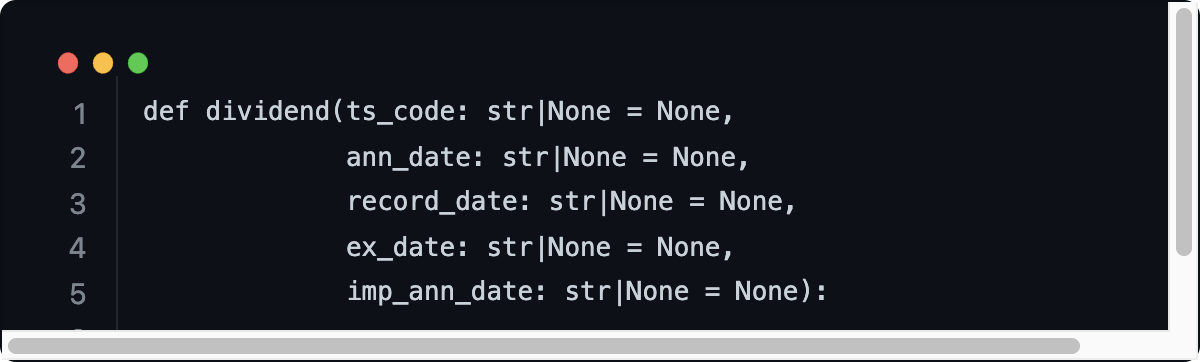 1 def dividend(ts_code: str|None = None,
2 ann_date: str|None = None,
3 record_date: str|None = None,
4 ex_date: str|None = None,
5 imp_ann_date: str|None = None):